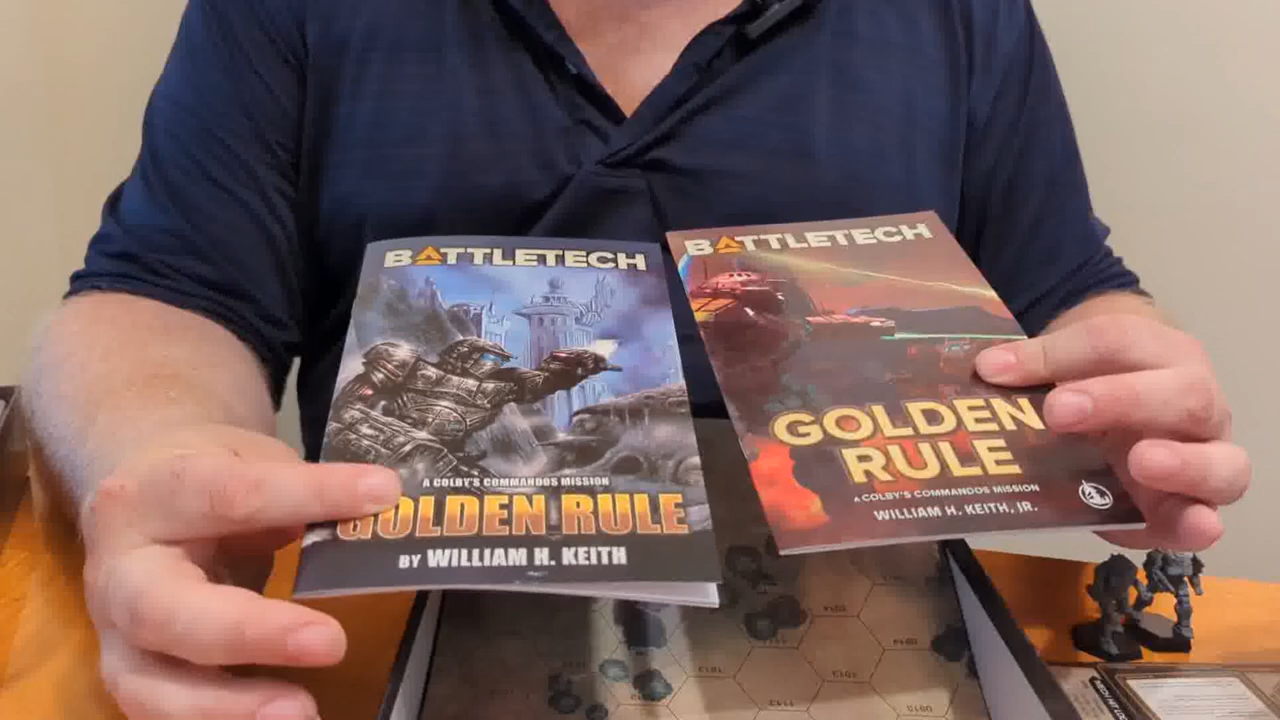 BATTLETECH
A COLBY'S COMMANDOS MISSION
GOLDEN RULE
BY WILLIAM H. KEITH
BATTLETECH
GOLDEN
RULE
A COLBY'S COMMANDOS MISSION
WILLIAM H. KEITH, JR.